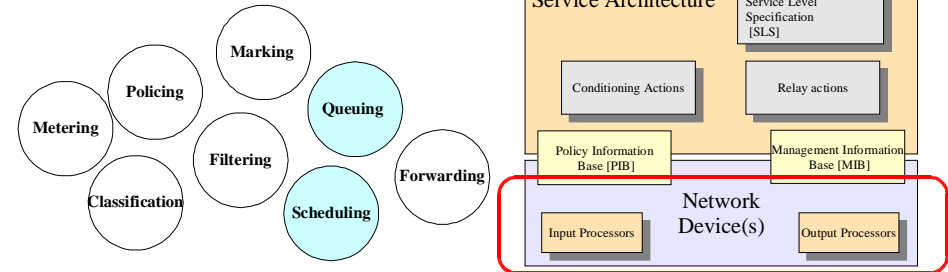 Marking
Policing
Queuing
Metering
Filtering
Forwarding
Classification
Scheduling
Service Architecture
Service Level
Specification
[SLS]
Conditioning Actions
Relay actions
Policy Information
Base [PIB]
Management Information
Base [MIB]
Network
Device(s)
Input Processors
Output Processors